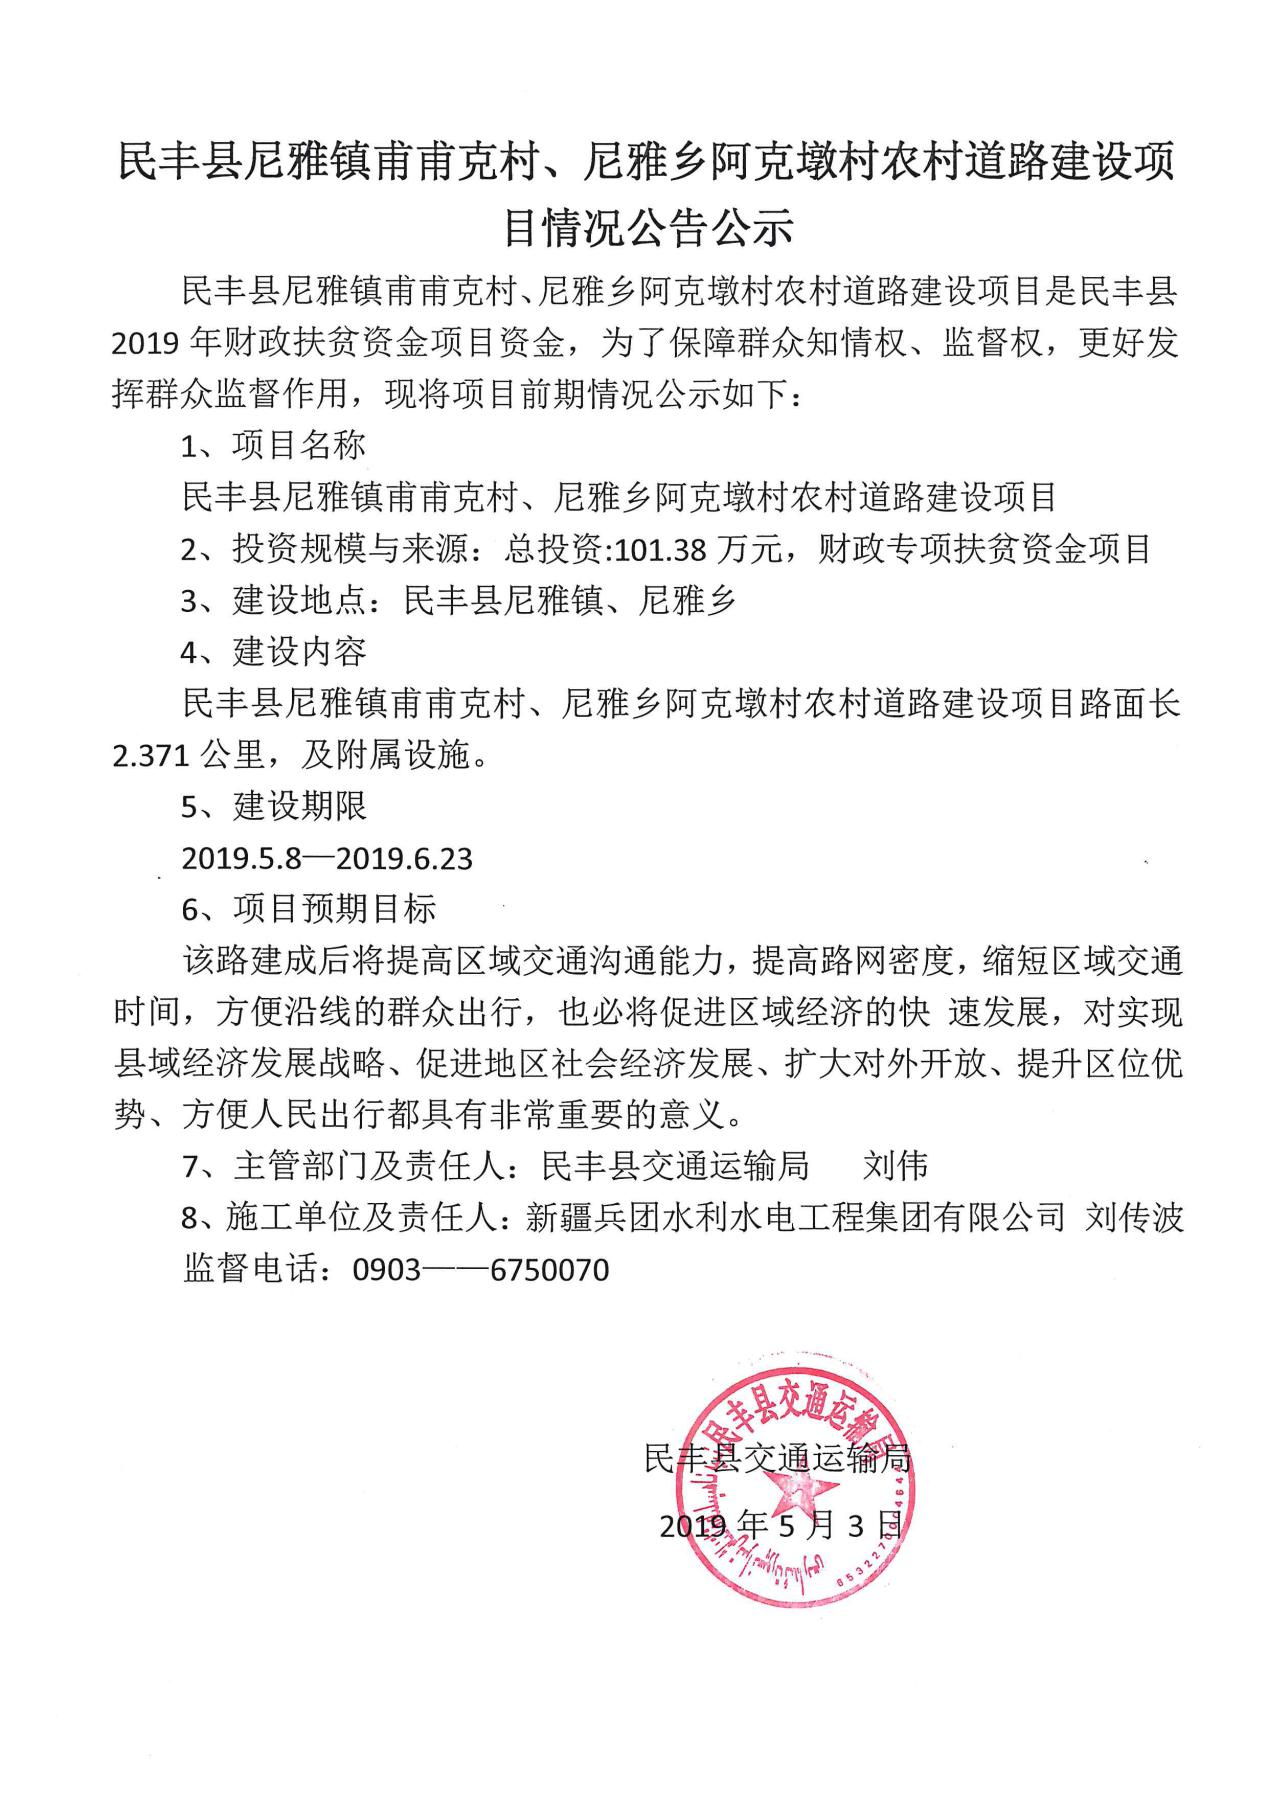 民丰县尼雅镇甫甫克村、尼雅乡阿克墩村农村道路建设项
目情况公告公示
民丰县尼雅镇甫甫克村、尼雅乡阿克墩村农村道路建设项目是民丰县
2019 年财政扶贫资金项目资金，为了保障群众知情权、监督权，更好发
挥群众监督作用，现将项目前期情况公示如下：
1、项目名称
民丰县尼雅镇甫甫克村、尼雅乡阿克墩村农村道路建设项目
2、投资规模与来源：总投资:101.38 万元，财政专项扶贫资金项目
3、建设地点：民丰县尼雅镇、尼雅乡
4、建设内容
民丰县尼雅镇甫甫克村、尼雅乡阿克墩村农村道路建设项目路面长
2.371 公里，及附属设施。
5、建设期限
2019.5.8—2019.6.23
6、项目预期目标
该路建成后将提高区域交通沟通能力，提高路网密度，缩短区域交通
时间，方便沿线的群众出行，也必将促进区域经济的快 速发展，对实现
县域经济发展战略、促进地区社会经济发展、扩大对外开放、提升区位优
势、方便人民出行都具有非常重要的意义。
7、主管部门及责任人：民丰县交通运输局 刘伟
8、施工单位及责任人：新疆兵团水利水电工程集团有限公司 刘传波
监督电话：0903——6750070
民丰县交通运输局
民丰县交通运输局
2019 年 5 月 3 日